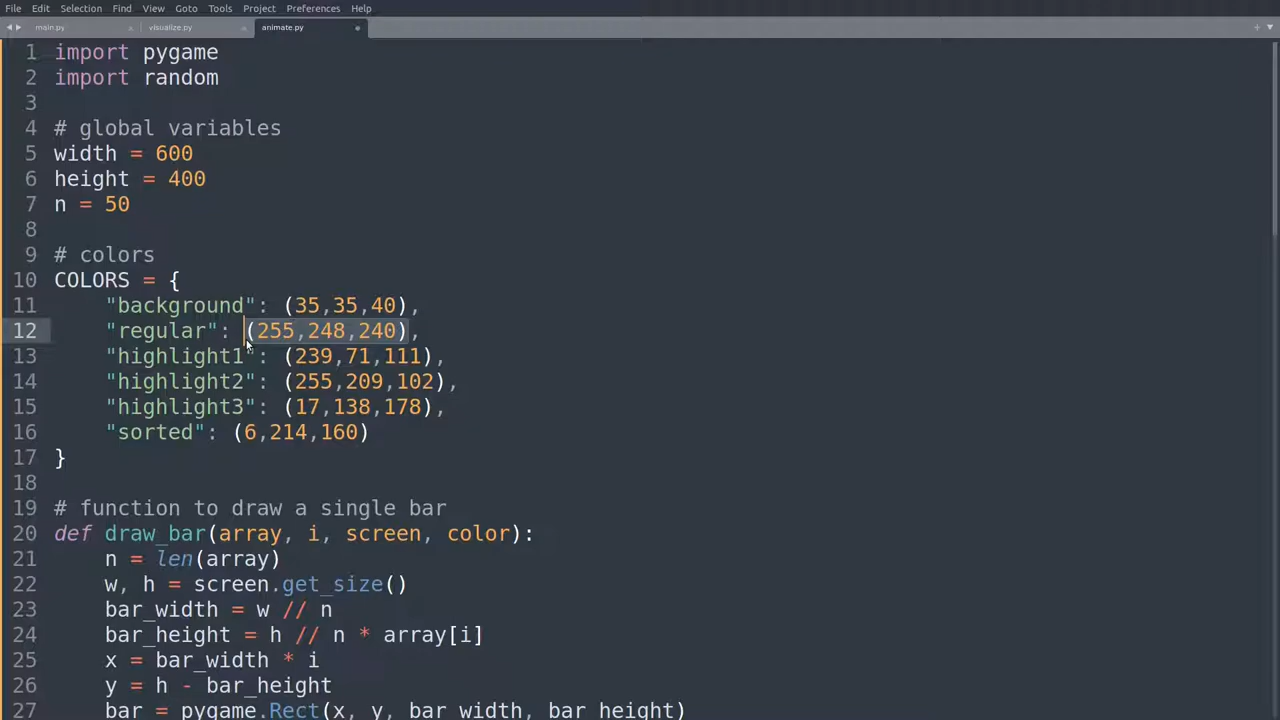 File Edit Selection Find View Goto Tools Project Preferences Help
main.py visualize.py animate.py
1 import pygame
2 import random
3
4 # global variables
5 width = 600
6 height = 400
7 n = 50
8
9 # colors
10 COLORS = {
11 "background": (35,35,40),
12 "regular": (255,248,240),
13 "highlight1": (239,71,111),
14 "highlight2": (255,209,102),
15 "highlight3": (17,138,178),
16 "sorted": (6,214,160)
17 }
18
19 # function to draw a single bar
20 def draw_bar(array, i, screen, color):
21 n = len(array)
22 w, h = screen.get_size()
23 bar_width = w // n
24 bar_height = h // n * array[i]
25 x = bar_width * i
26 y = h - bar_height
27 bar = pygame.Rect(x, y, bar_width, bar_height)